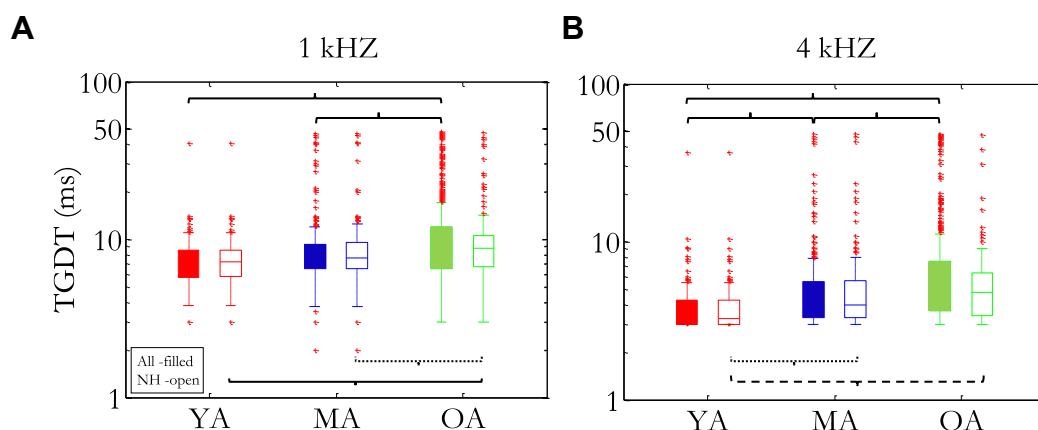 A
B
1 kHZ
4 kHZ
TGDT (ms)
100
50
10
1
All -filled
NH -open
YA
MA
OA
100
50
10
1
YA
MA
OA